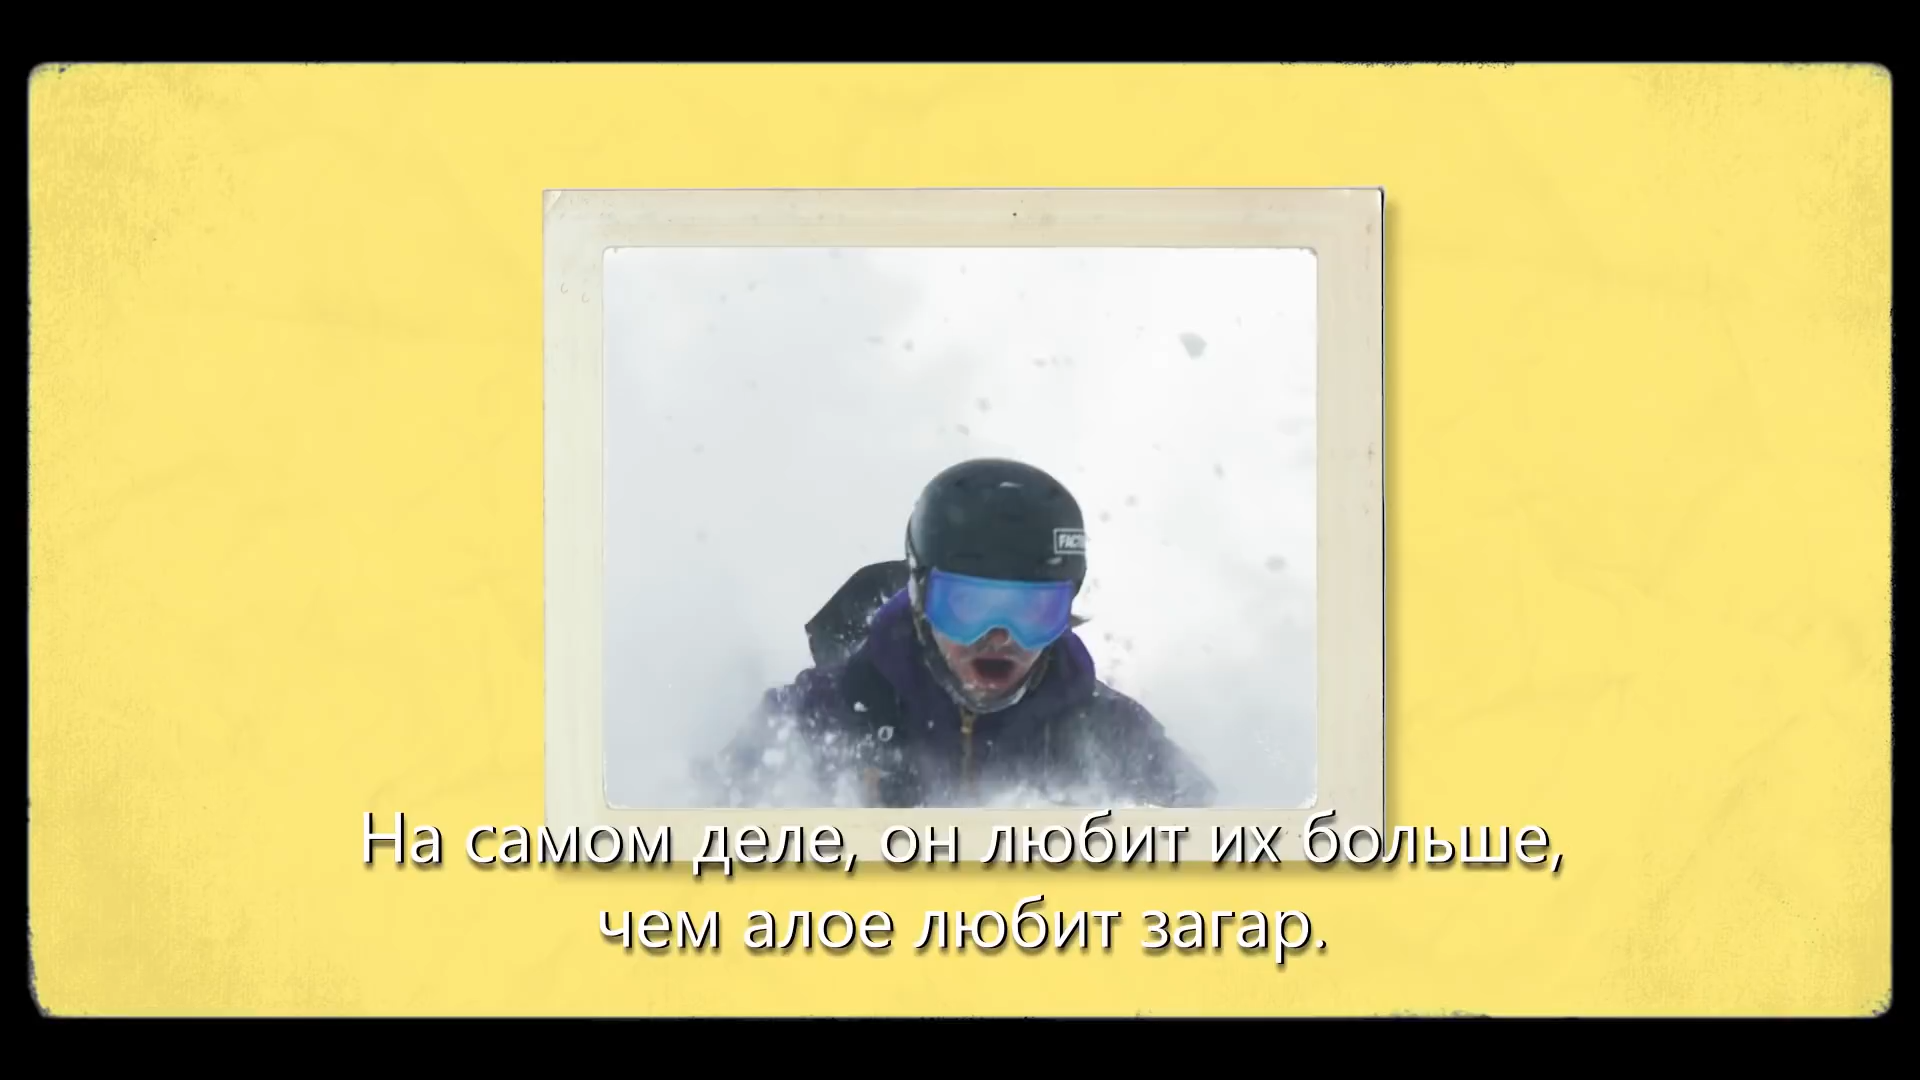 На самом деле, он любит их больше,
чем алое любит загар.